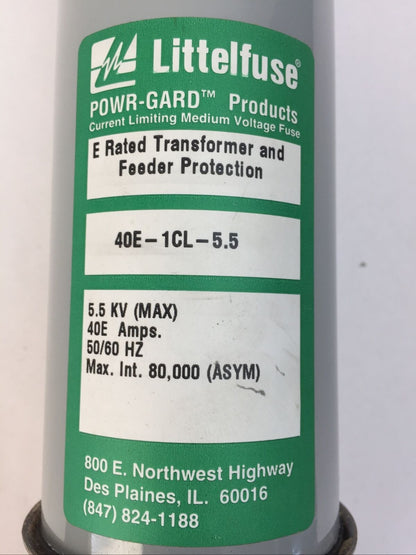 Littelfuse®
POWR-GARD™ Products
Current Limiting Medium Voltage Fuse
E Rated Transformer and
Feeder Protection
40E-1CL-5.5
5.5 KV (MAX)
40E Amps.
50/60 HZ
Max. Int. 80,000 (ASYM)
800 E. Northwest Highway
Des Plaines, IL. 60016
(847) 824-1188